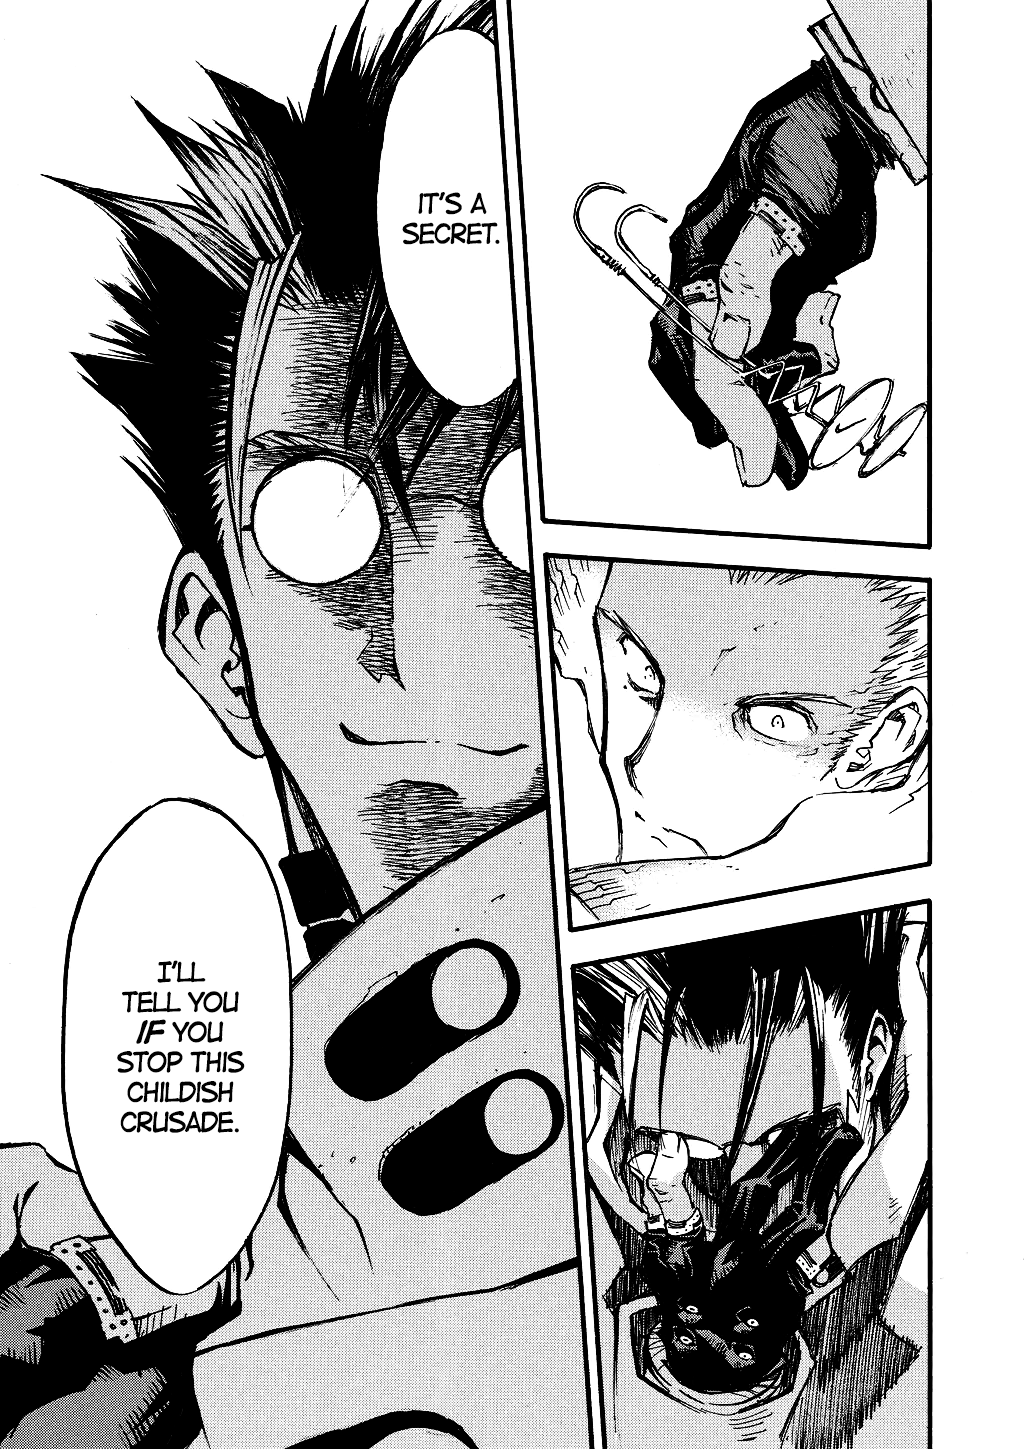 IT'S A
SECRET.
I'LL
TELL YOU
IF YOU
STOP THIS
CHILDISH
CRUSADE.